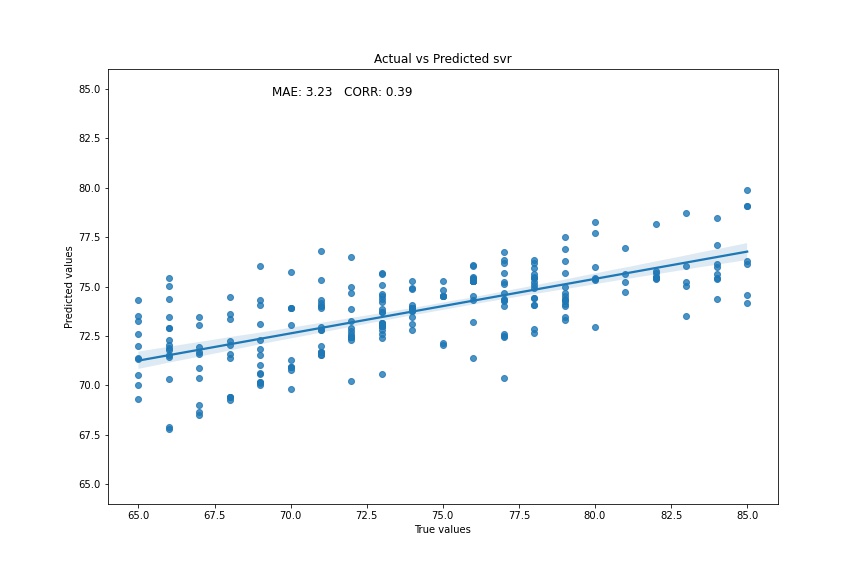 Actual vs Predicted svr
MAE: 3.23   CORR: 0.39
Predicted values
85.0
82.5
80.0
77.5
75.0
72.5
70.0
67.5
65.0
65.0 67.5 70.0 72.5 75.0 77.5 80.0 82.5 85.0
True values